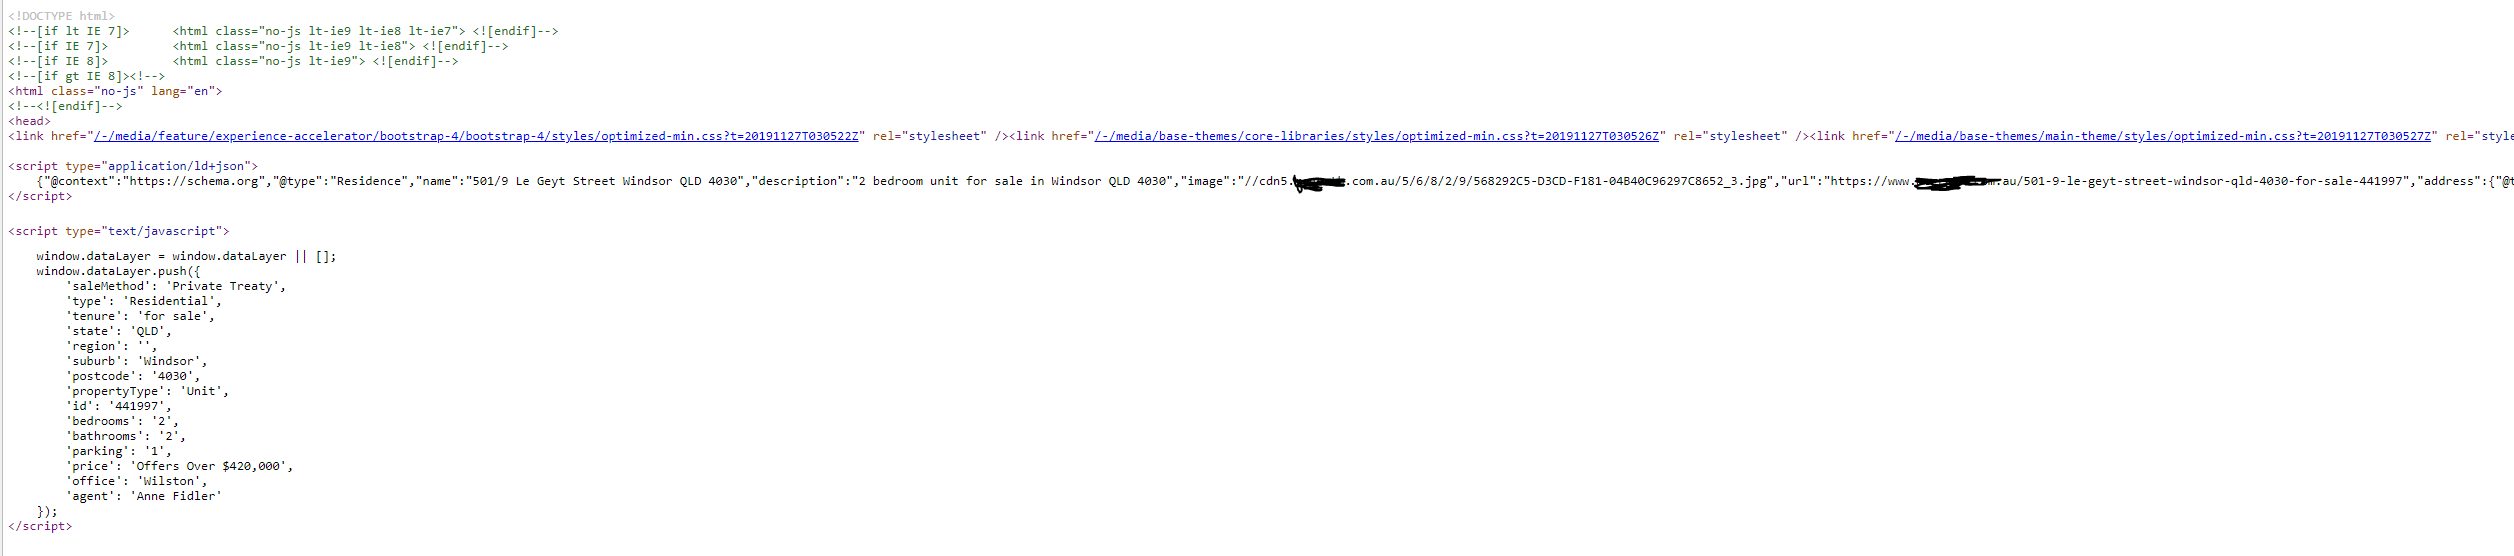 <!DOCTYPE html>
<!--[if lt IE 7]>      <html class="no-js lt-ie9 lt-ie8 lt-ie7"> <![endif]-->
<!--[if IE 7]>         <html class="no-js lt-ie9 lt-ie8"> <![endif]-->
<!--[if IE 8]>         <html class="no-js lt-ie9"> <![endif]-->
<!--[if gt IE 8]><!-->
<html class="no-js" lang="en">
<!--<![endif]-->
<head>
<link href="/-/media/feature/experience-accelerator/bootstrap-4/bootstrap-4/styles/optimized-min.css?t=20191127T030522Z" rel="stylesheet" /><link href="/-/media/base-themes/core-libraries/styles/optimized-min.css?t=20191127T030526Z" rel="stylesheet" /><link href="/-/media/base-themes/main-theme/styles/optimized-min.css?t=20191127T030527Z" rel="style
<script type="application/ld+json">
    {"@context":"https://schema.org","@type":"Residence","name":"501/9 Le Geyt Street Windsor QLD 4030","description":"2 bedroom unit for sale in Windsor QLD 4030","image":"//cdn5. .com.au/5/6/8/2/9/568292C5-D3CD-F181-04B40C96297C8652_3.jpg","url":"https://www. .au/501-9-le-geyt-street-windsor-qld-4030-for-sale-441997","address":{"@t
</script>
<script type="text/javascript">
    window.dataLayer = window.dataLayer || [];
    window.dataLayer.push({
        'saleMethod': 'Private Treaty',
        'type': 'Residential',
        'tenure': 'for sale',
        'state': 'QLD',
        'region': '',
        'suburb': 'Windsor',
        'postcode': '4030',
        'propertyType': 'Unit',
        'id': '441997',
        'bedrooms': '2',
        'bathrooms': '2',
        'parking': '1',
        'price': 'Offers Over $420,000',
        'office': 'Wilston',
        'agent': 'Anne Fidler'
    });
</script>